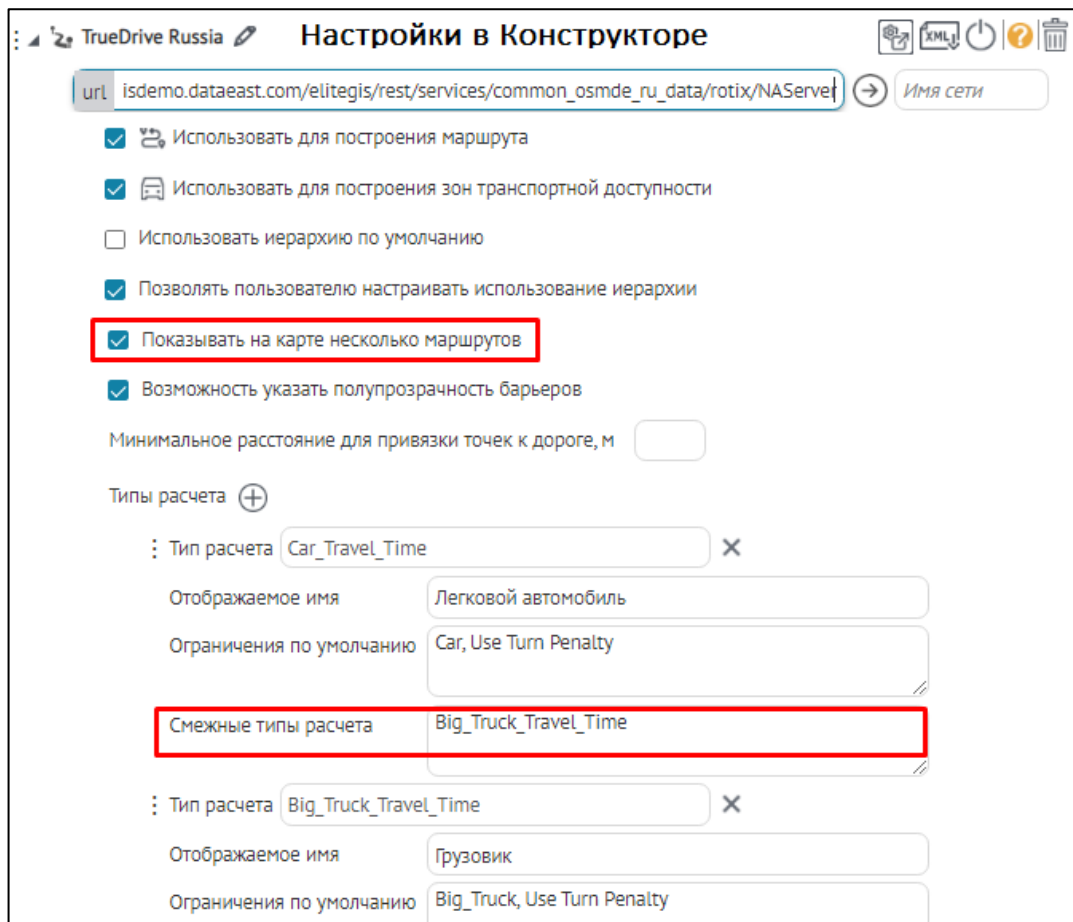 TrueDrive Russia Настройки в Конструкторе XML ?
url isdemo.dataeast.com/elitegis/rest/services/common_osmde_ru_data/rotix/NAServer Имя сети
Использовать для построения маршрута
Использовать для построения зон транспортной доступности
Использовать иерархию по умолчанию
Позволять пользователю настраивать использование иерархии
Показывать на карте несколько маршрутов
Возможность указать полупрозрачность барьеров
Минимальное расстояние для привязки точек к дороге, м
Типы расчета
Тип расчета Car_Travel_Time
Отображаемое имя Легковой автомобиль
Ограничения по умолчанию Car, Use Turn Penalty
Смежные типы расчета Big_Truck_Travel_Time
Тип расчета Big_Truck_Travel_Time
Отображаемое имя Грузовик
Ограничения по умолчанию Big_Truck, Use Turn Penalty